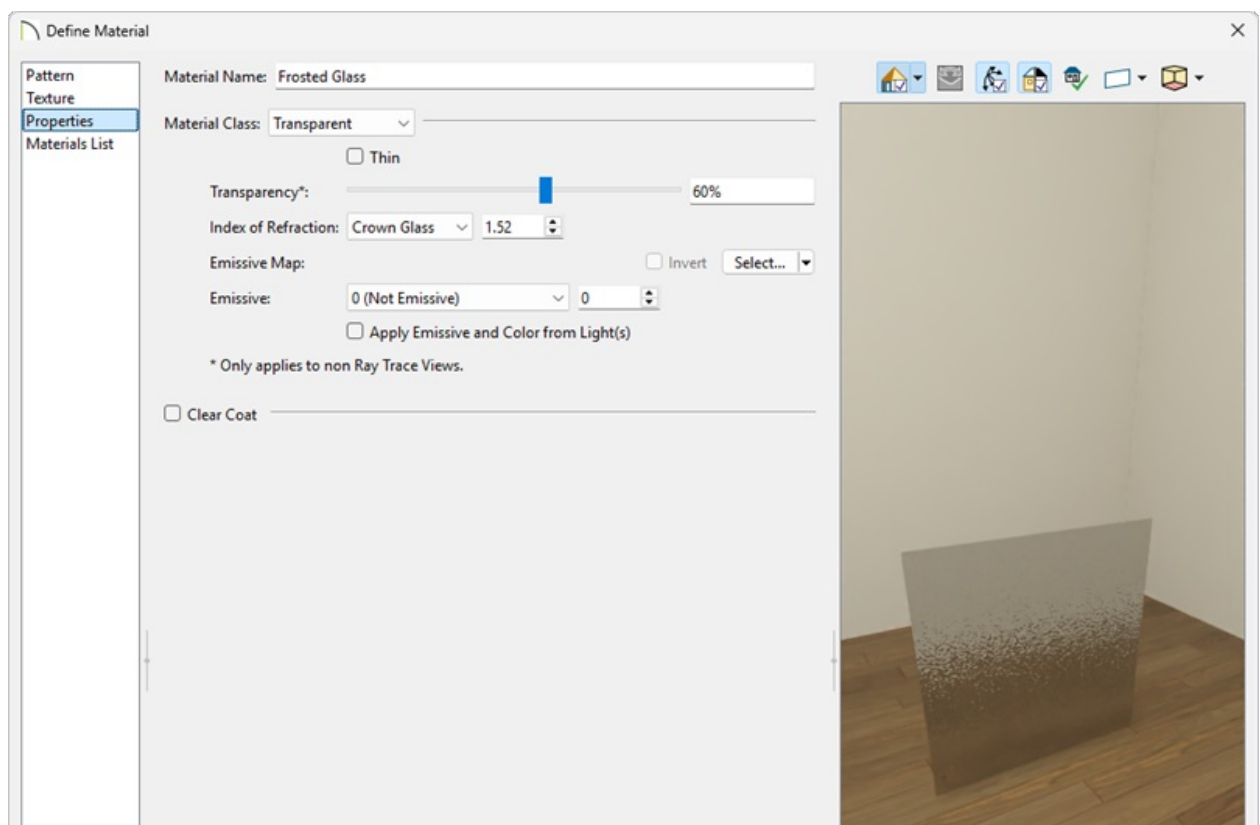 Define Material
Pattern
Texture
Properties
Materials List
Material Name: Frosted Glass
Material Class: Transparent
Thin
Transparency*: 60%
Index of Refraction: Crown Glass 1.52
Emissive Map: Invert Select...
Emissive: 0 (Not Emissive) 0
Apply Emissive and Color from Light(s)
* Only applies to non Ray Trace Views.
Clear Coat